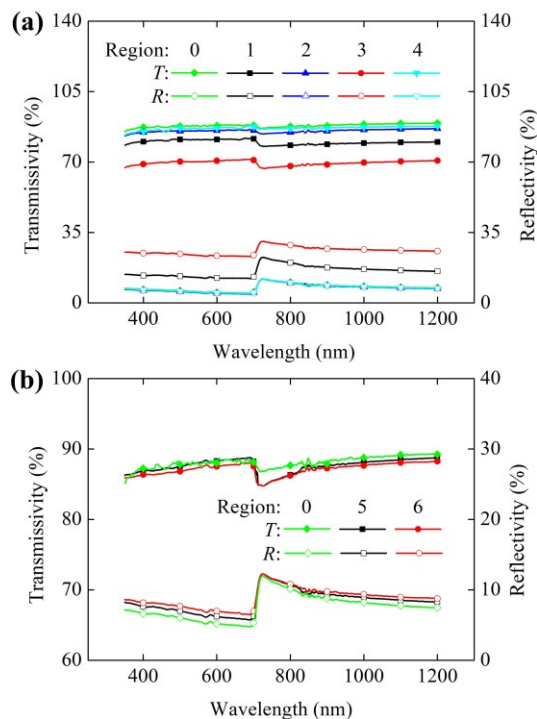 (a)
140
105
70
35
0
Transmissivity (%)
Region: 0 1 2 3 4
T:
R:
140
105
70
35
0
Reflectivity (%)
400 600 800 1000 1200
Wavelength (nm)
(b)
100
90
80
70
60
Transmissivity (%)
Region: 0 5 6
T:
R:
40
30
20
10
0
Reflectivity (%)
400 600 800 1000 1200
Wavelength (nm)